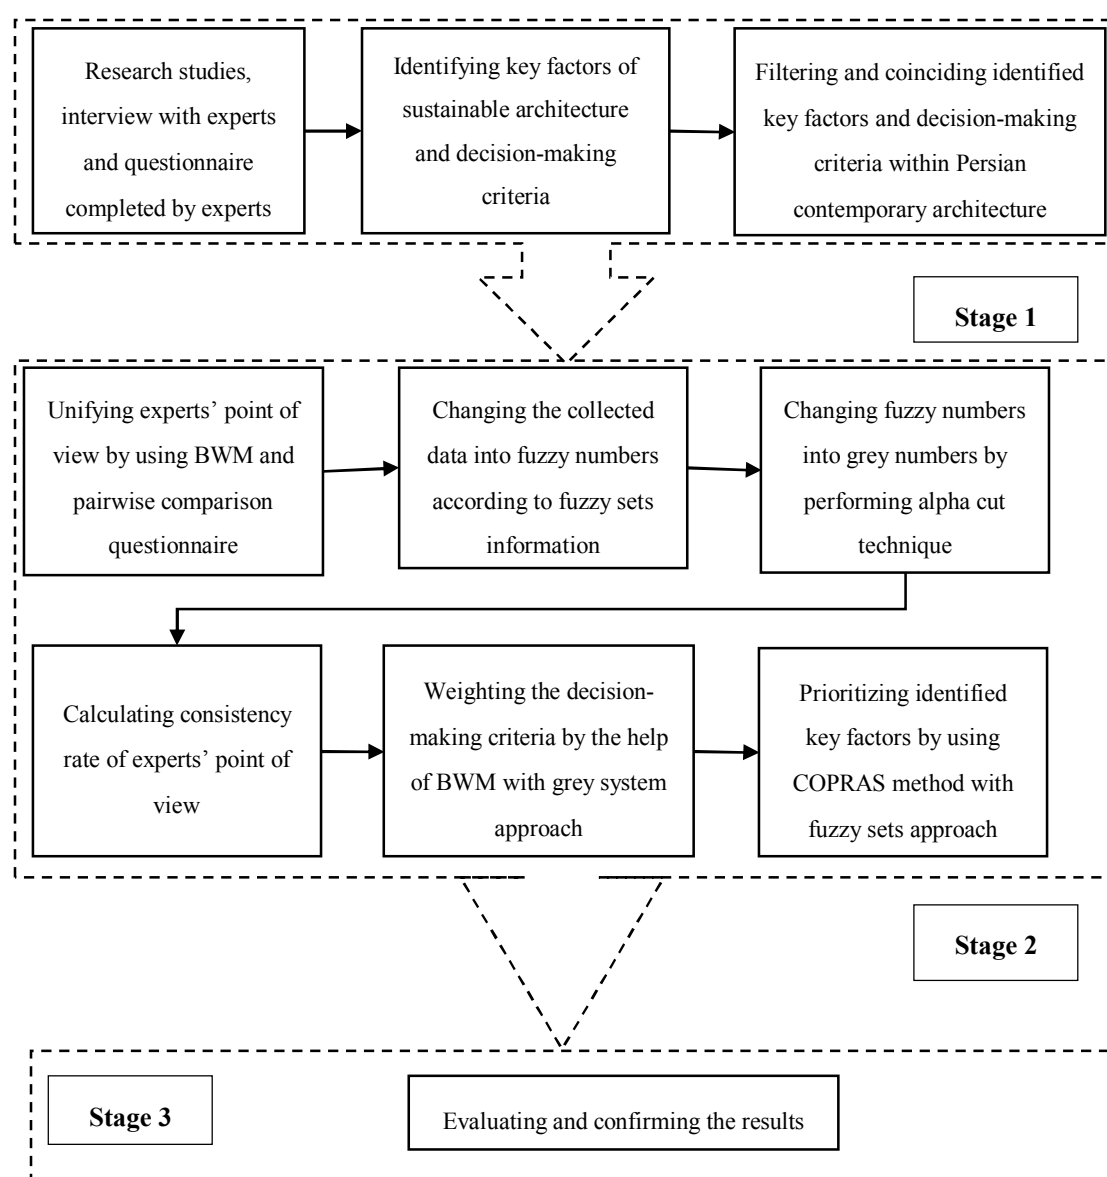 Research studies,
interview with experts
and questionnaire
completed by experts
Identifying key factors of
sustainable architecture
and decision-making
criteria
Filtering and coinciding identified
key factors and decision-making
criteria within Persian
contemporary architecture
Stage 1
Unifying experts’ point of
view by using BWM and
pairwise comparison
questionnaire
Changing the collected
data into fuzzy numbers
according to fuzzy sets
information
Changing fuzzy numbers
into grey numbers by
performing alpha cut
technique
Calculating consistency
rate of experts’ point of
view
Weighting the decision-
making criteria by the help
of BWM with grey system
approach
Prioritizing identified
key factors by using
COPRAS method with
fuzzy sets approach
Stage 2
Stage 3
Evaluating and confirming the results